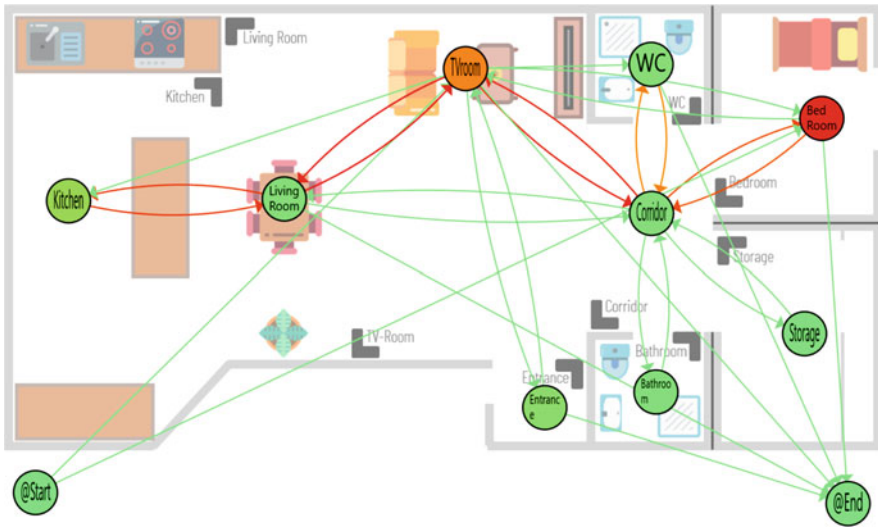 Living Room
TVroom
WC
Kitchen
WC
Bed
Room
Kitchen
Living
Room
Bedroom
Corridor
Storage
Corridor
Storage
TV-Room
Bathroom
Entrance
Entranc
e
Bathroo
m
@Start
@End